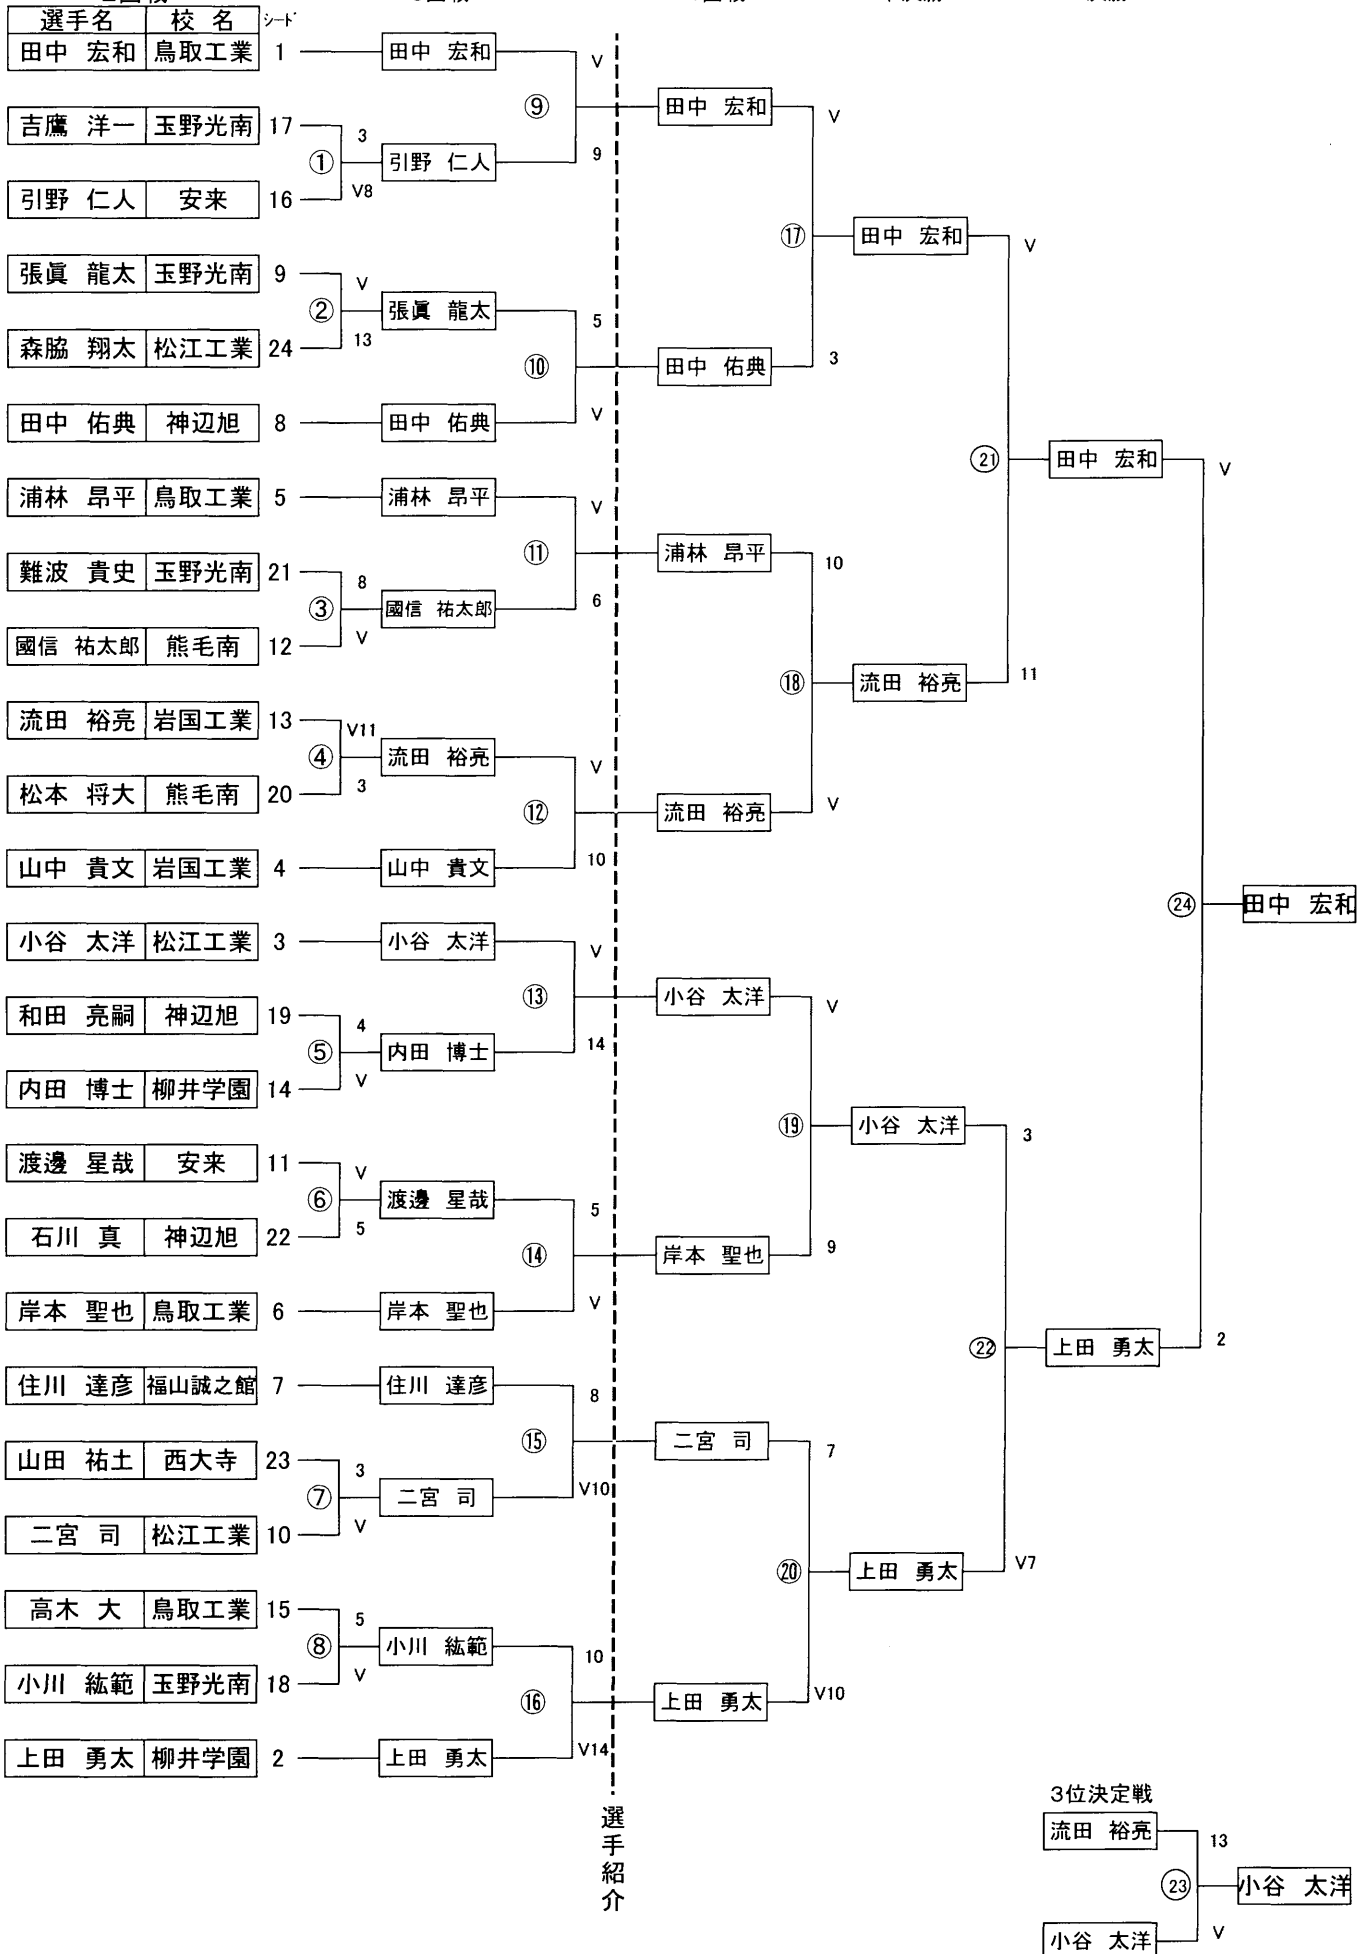 選手名 校名 シード
田中 宏和 鳥取工業 1 田中 宏和 V
⑨ 田中 宏和 V
吉鷹 洋一 玉野光南 17 3
① 引野 仁人 9
引野 仁人 安来 16 V8
⑰ 田中 宏和 V
張眞 龍太 玉野光南 9 V
② 張眞 龍太 5
森脇 翔太 松江工業 24 13
⑩ 田中 佑典 3
田中 佑典 神辺旭 8 田中 佑典 V
㉑ 田中 宏和 V
浦林 昂平 鳥取工業 5 浦林 昂平 V
⑪ 浦林 昂平 10
難波 貴史 玉野光南 21 8
③ 國信 祐太郎 6
國信 祐太郎 熊毛南 12 V
⑱ 流田 裕亮 11
流田 裕亮 岩国工業 13 V11
④ 流田 裕亮 V
松本 将大 熊毛南 20 3
⑫ 流田 裕亮 V
山中 貴文 岩国工業 4 山中 貴文 10
㉔ 田中 宏和
小谷 太洋 松江工業 3 小谷 太洋 V
⑬ 小谷 太洋 V
和田 亮嗣 神辺旭 19 4
⑤ 内田 博士 14
内田 博士 柳井学園 14 V
⑲ 小谷 太洋 3
渡邊 星哉 安来 11 V
⑥ 渡邊 星哉 5
石川 真 神辺旭 22 5
⑭ 岸本 聖也 9
岸本 聖也 鳥取工業 6 岸本 聖也 V
㉒ 上田 勇太 2
住川 達彦 福山誠之館 7 住川 達彦 8
⑮ 二宮 司 7
山田 祐土 西大寺 23 3
⑦ 二宮 司 V10
二宮 司 松江工業 10 V
⑳ 上田 勇太 V7
高木 大 鳥取工業 15 5
⑧ 小川 紘範 10
小川 紘範 玉野光南 18 V
⑯ 上田 勇太 V10
上田 勇太 柳井学園 2 上田 勇太 V14
選手紹介
3位決定戦
流田 裕亮 13
㉓ 小谷 太洋
小谷 太洋 V